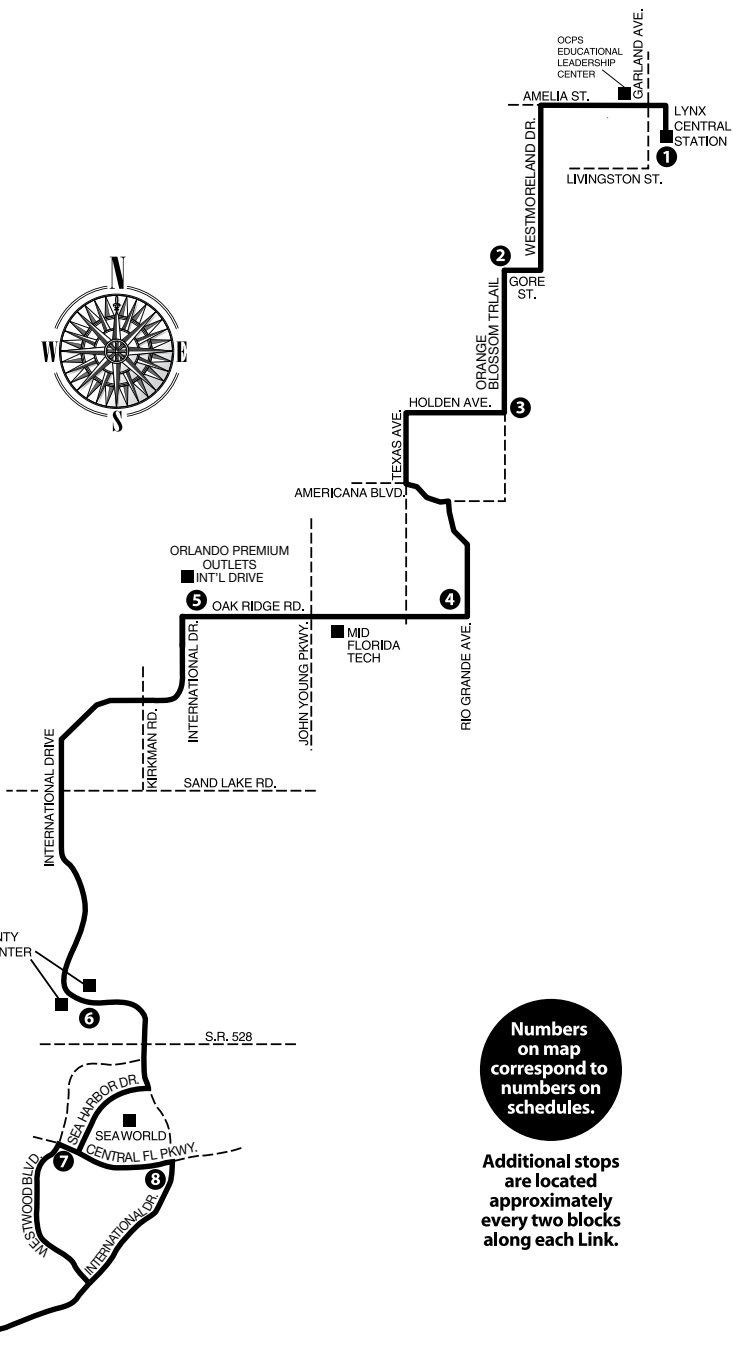 OCPS
EDUCATIONAL
LEADERSHIP
CENTER
GARLAND AVE.
AMELIA ST.
LYNX
CENTRAL
STATION
1
LIVINGSTON ST.
WESTMORELAND DR.
2
GORE
ST.
ORANGE
BLOSSOM TRLAIL
N
W
E
S
HOLDEN AVE.
3
TEXAS AVE.
AMERICANA BLVD.
ORLANDO PREMIUM
OUTLETS
INT'L DRIVE
5
OAK RIDGE RD.
4
MID
FLORIDA
TECH
INTERNATIONAL DR.
JOHN YOUNG PKWY.
RIO GRANDE AVE.
KIRKMAN RD.
INTERNATIONAL DRIVE
SAND LAKE RD.
NTY
NTER
6
S.R. 528
SEA HARBOR DR.
SEAWORLD
CENTRAL FL PKWY.
7
8
WESTWOOD BLVD.
INTERNATIONAL DR.
Numbers
on map
correspond to
numbers on
schedules.
Additional stops
are located
approximately
every two blocks
along each Link.